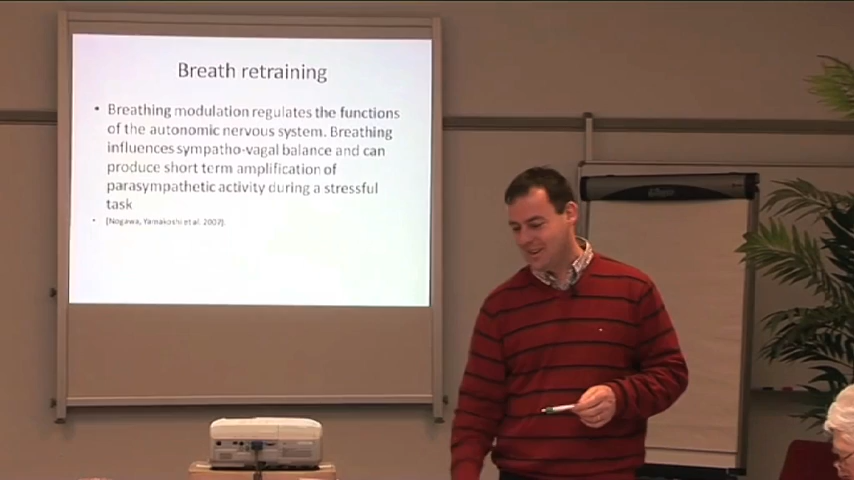 Breath retraining
• Breathing modulation regulates the functions
of the autonomic nervous system. Breathing
influences sympatho-vagal balance and can
produce short term amplification of
parasympathetic activity during a stressful
task
• [Nogawa, Yamakoshi et al. 2007].